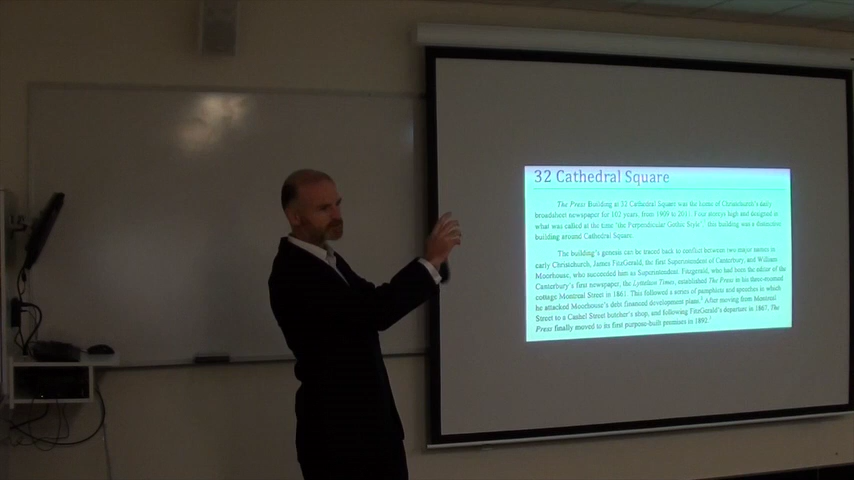 32 Cathedral Square
The Press Building at 32 Cathedral Square was the home of Christchurch's daily
broadsheet newspaper for 102 years, from 1909 to 2011. Four storeys high and designed in
what was called at the time 'the Perpendicular Gothic Style', this building was a distinctive
building around Cathedral Square.
The building's genesis can be traced back to conflict between two major names in
early Christchurch, James FitzGerald, the first Superintendent of Canterbury, and William
Moorhouse, who succeeded him as Superintendent. Fitzgerald, who had been the editor of the
Canterbury's first newspaper, the Lyttelton Times, established The Press in his three-roomed
cottage Montreal Street in 1861. This followed a series of pamphlets and speeches in which
he attacked Moorhouse's debt financed development plans. After moving from Montreal
Street to a Cashel Street butcher's shop, and following FitzGerald's departure in 1867, The
Press finally moved to its first purpose-built premises in 1892.